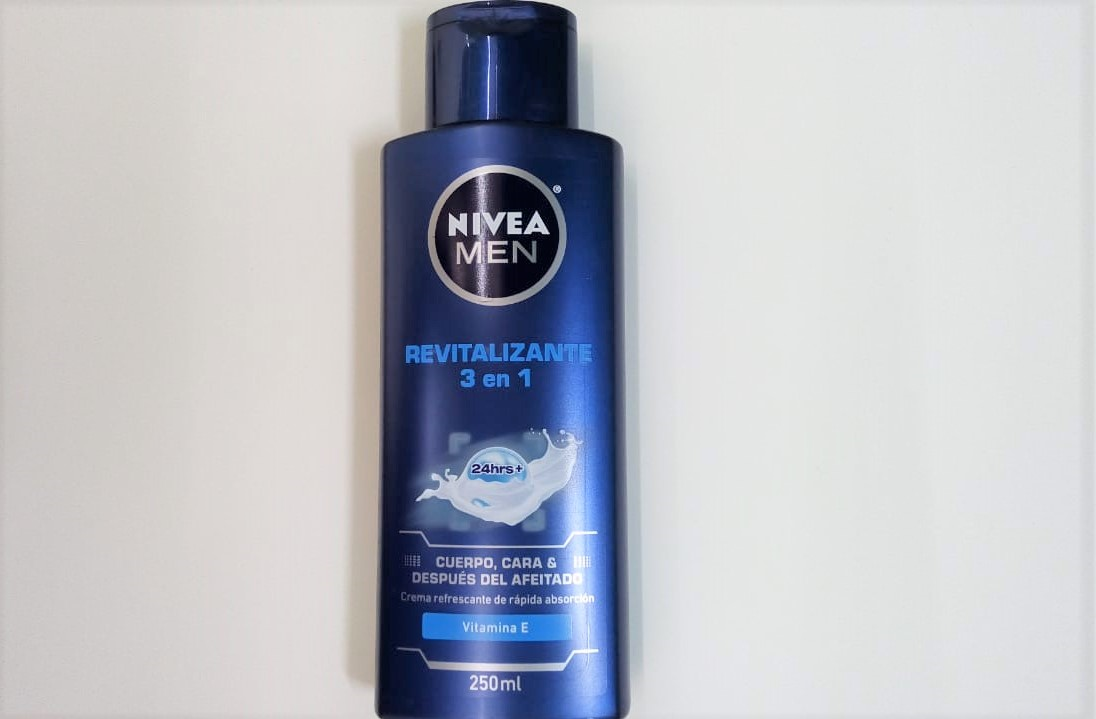 ®
NIVEA
MEN
REVITALIZANTE
3 en 1
24hrs+
CUERPO, CARA &
DESPUÉS DEL AFEITADO
Crema refrescante de rápida absorción
Vitamina E
250ml